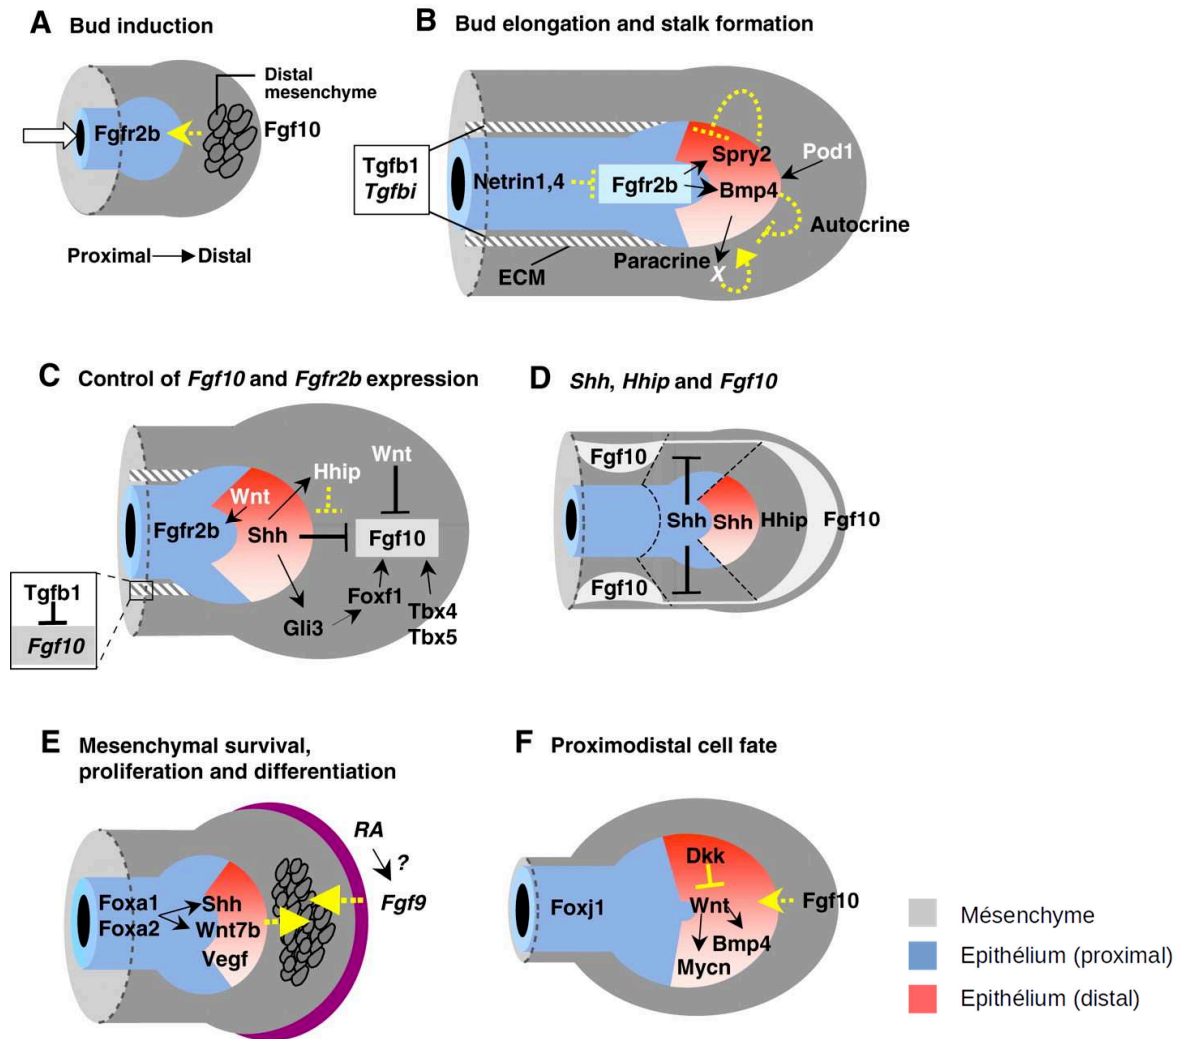 A Bud induction
Distal
mesenchyme
Fgfr2b
Fgf10
Proximal Distal
B Bud elongation and stalk formation
Tgfb1
Tgfbi
Netrin1,4
Fgfr2b
Spry2
Bmp4
Pod1
Autocrine
Paracrine
X
ECM
C Control of Fgf10 and Fgfr2b expression
Wnt
Hhip
Wnt
Fgfr2b
Shh
Fgf10
Foxf1
Gli3
Tbx4
Tbx5
Tgfb1
Fgf10
D Shh, Hhip and Fgf10
Fgf10
Shh Shh Hhip Fgf10
Fgf10
E Mesenchymal survival,
proliferation and differentiation
RA
?
Fgf9
Foxa1
Foxa2
Shh
Wnt7b
Vegf
F Proximodistal cell fate
Dkk
Foxj1
Wnt
Fgf10
Bmp4
Mycn
Mésenchyme
Epithélium (proximal)
Epithélium (distal)